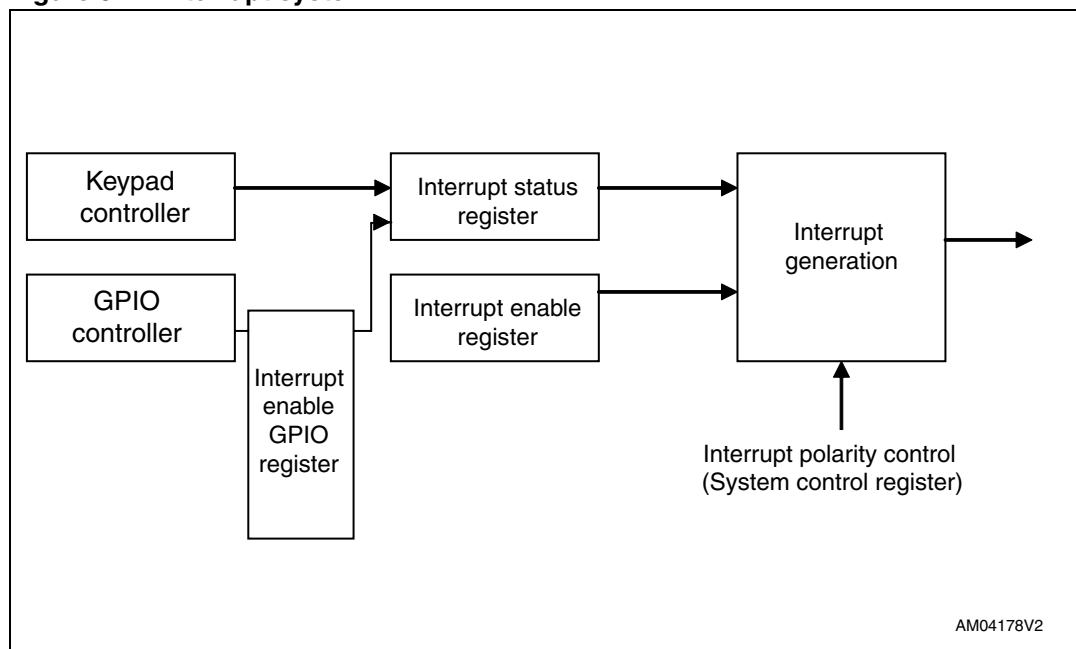 Keypad
controller
GPIO
controller
Interrupt
enable
GPIO
register
Interrupt status
register
Interrupt enable
register
Interrupt
generation
Interrupt polarity control
(System control register)
AM04178V2